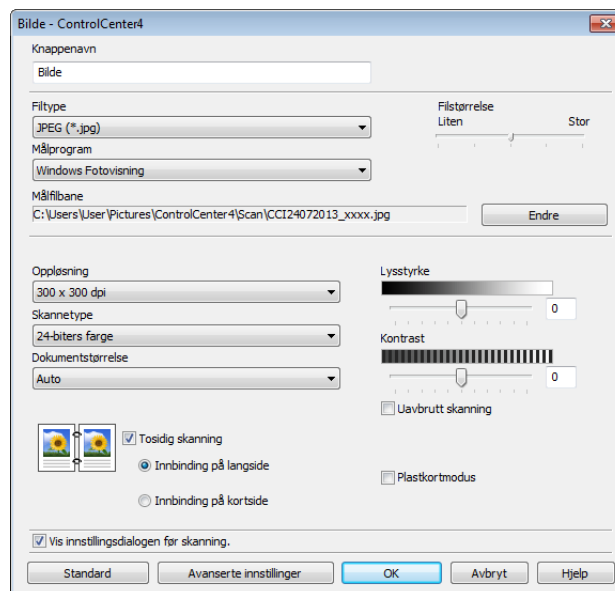 Bilde - ControlCenter4
Knappenavn
Bilde
Filtype
JPEG (*.jpg)
Filstørrelse
Liten Stor
Målprogram
Windows Fotovisning
Målfilbane
C:\Users\User\Pictures\ControlCenter4\Scan\CCI24072013_xxxx.jpg
Endre
Oppløsning
300 x 300 dpi
Skannetype
24-biters farge
Dokumentstørrelse
Auto
Lysstyrke
0
Kontrast
0
Uavbrutt skanning
Tosidig skanning
Innbinding på langside
Innbinding på kortside
Plastkortmodus
Vis innstillingsdialogen før skanning.
Standard Avanserte innstillinger OK Avbryt Hjelp